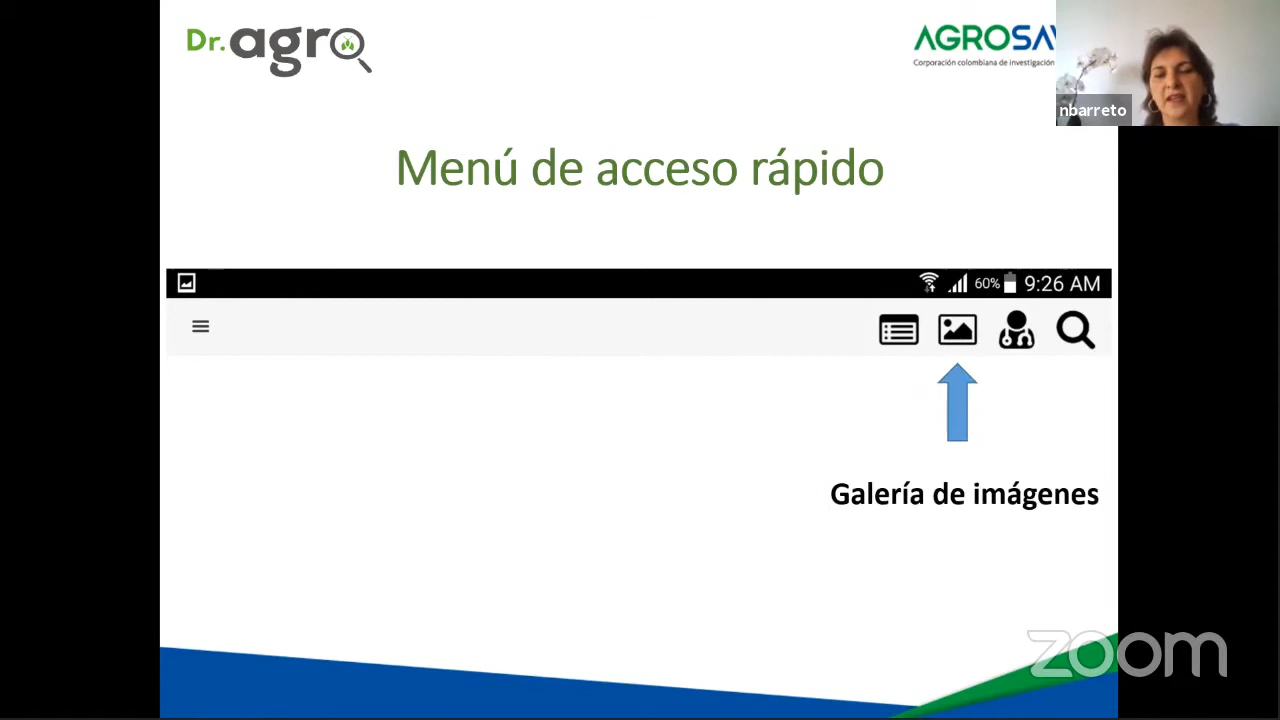 Dr.agro
AGROSAV
Corporación colombiana de investigación
nbarreto
Menú de acceso rápido
60% 9:26 AM
Galería de imágenes
zoom